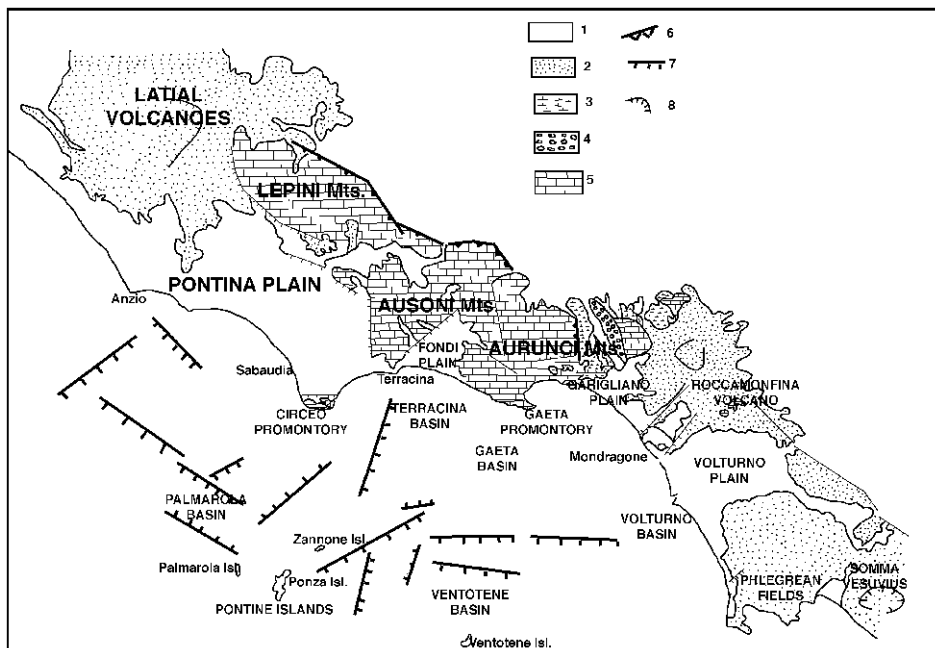 1
6
2
7
3
8
4
5
LATIAL
VOLCANOES
LEPINI Mts.
PONTINA PLAIN
Anzio
AUSONI Mts
AURUNCI Mts.
FONDI
PLAIN
Sabaudia
Terracina
CIRCEO
PROMONTORY
TERRACINA
BASIN
GAETA
PROMONTORY
GARIGLIANO
PLAIN
ROCCAMONFINA
VOLCANO
GAETA
BASIN
Mondragone
VOLTURNO
PLAIN
PALMAROLA
BASIN
VOLTURNO
BASIN
Zannone Isl.
Palmarola Isl
Ponza Isl.
PONTINE ISLANDS
VENTOTENE
BASIN
PHLEGREAN
FIELDS
SOMMA
VESUVIUS
Ventotene Isl.